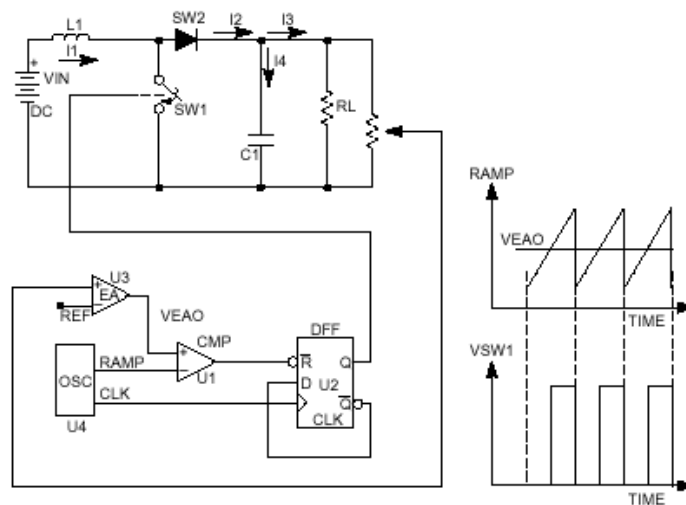 L1
SW2
I2
I3
I1
I4
+
VIN
DC
SW1
RL
C1
RAMP
VEAO
TIME
VSW1
TIME
U3
+
EA
−
REF
VEAO
CMP
+
−
U1
DFF
R
Q
D
U2
Q
CLK
OSC
RAMP
CLK
U4